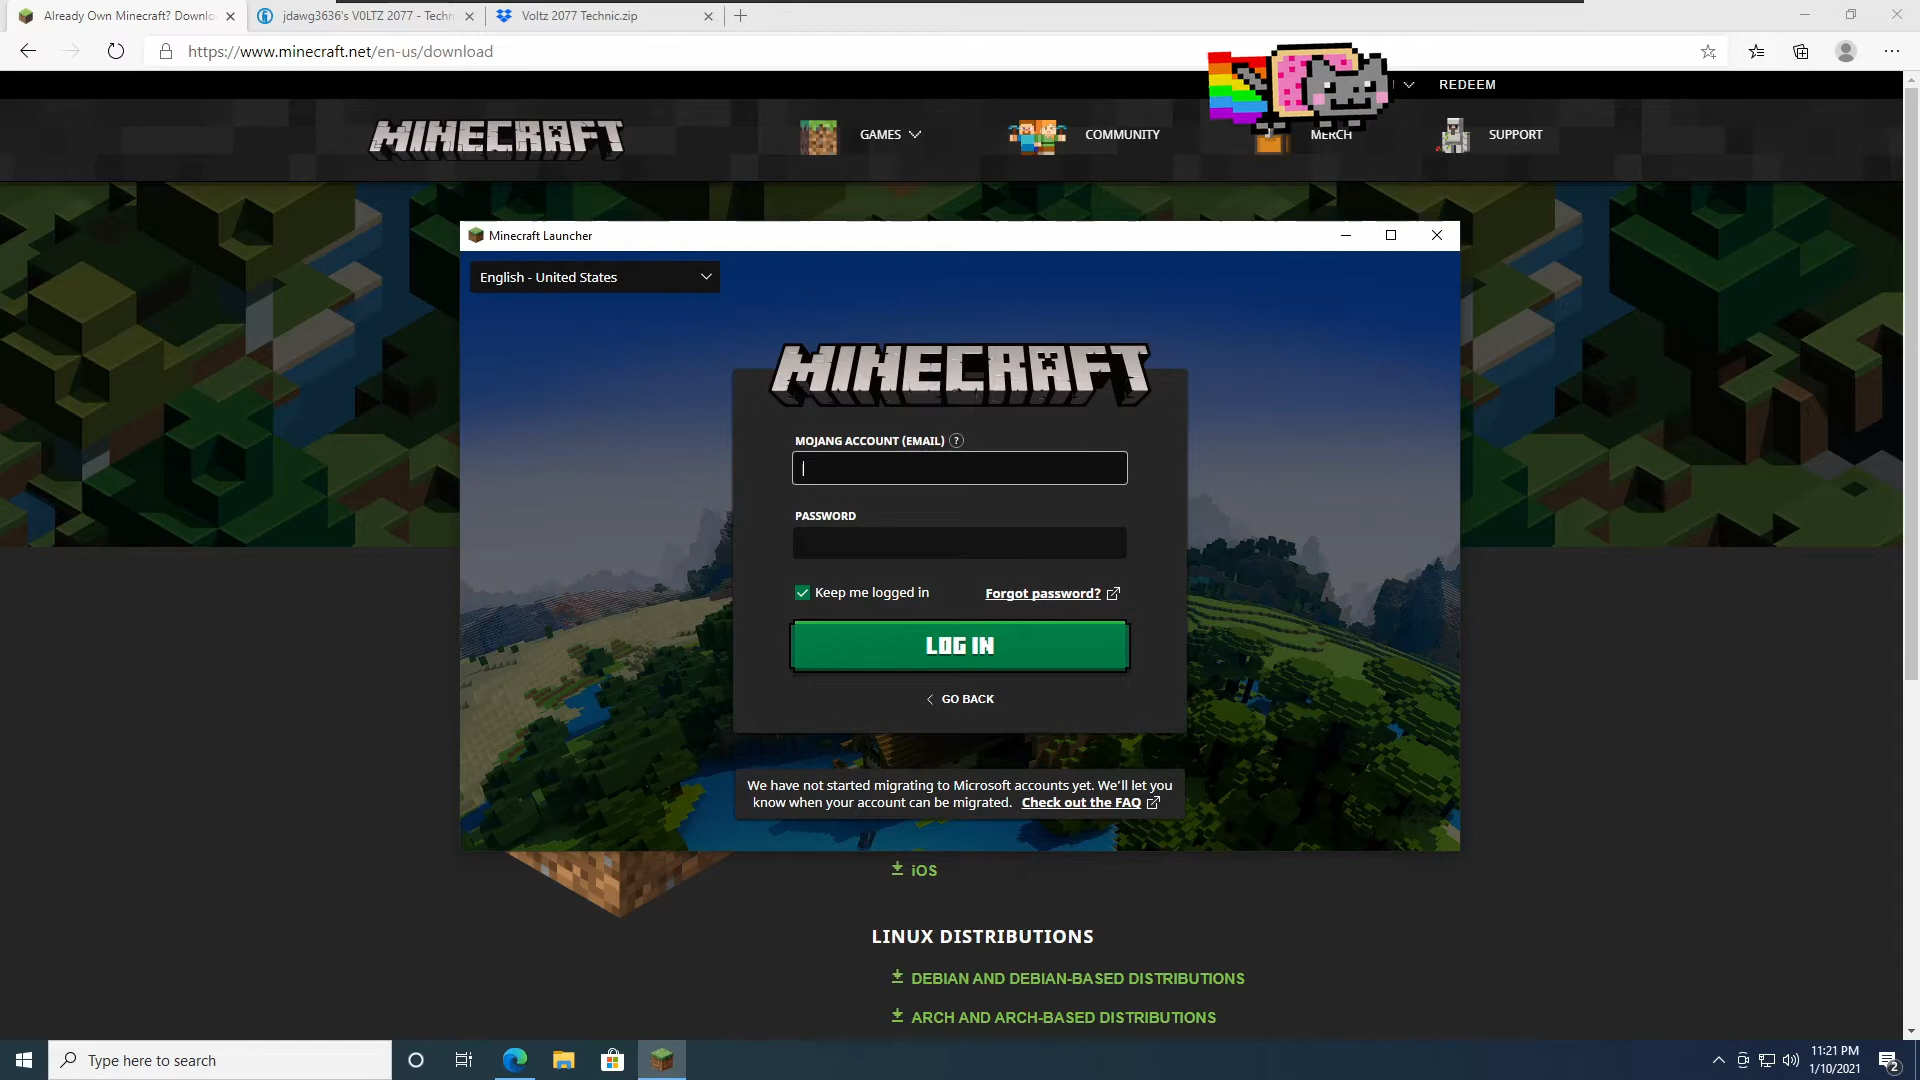 Already Own Minecraft? Downlo
jdawg3636's V0LTZ 2077 - Techn
Voltz 2077 Technic.zip
https://www.minecraft.net/en-us/download
REDEEM
MINECRAFT
GAMES
COMMUNITY
MERCH
SUPPORT
Minecraft Launcher
English - United States
MINECRAFT
MOJANG ACCOUNT (EMAIL) ?
PASSWORD
Keep me logged in
Forgot password?
LOG IN
GO BACK
We have not started migrating to Microsoft accounts yet. We'll let you
know when your account can be migrated. Check out the FAQ
iOS
LINUX DISTRIBUTIONS
DEBIAN AND DEBIAN-BASED DISTRIBUTIONS
ARCH AND ARCH-BASED DISTRIBUTIONS
Type here to search
11:21 PM
1/10/2021
2